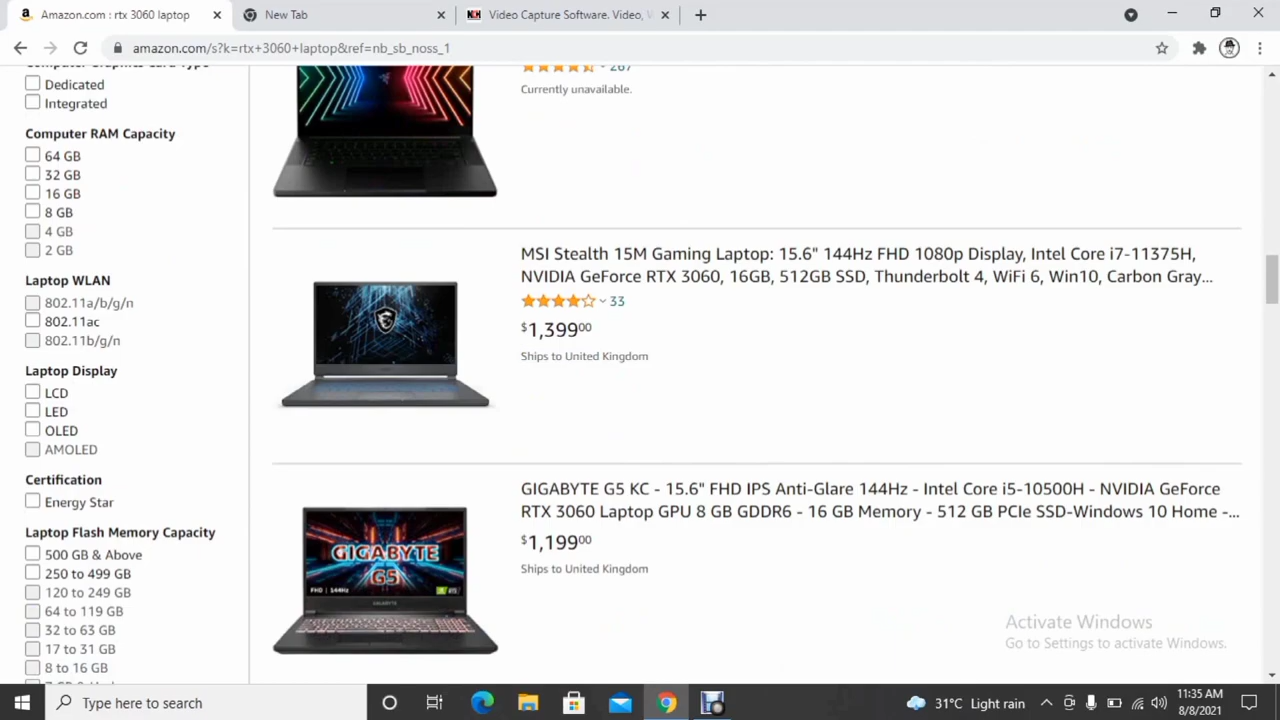 Amazon.com : rtx 3060 laptop
New Tab
NCH Video Capture Software. Video, W
amazon.com/s?k=rtx+3060+laptop&ref=nb_sb_noss_1
Computer Graphics Card Type
Dedicated
Integrated
Computer RAM Capacity
64 GB
32 GB
16 GB
8 GB
4 GB
2 GB
Laptop WLAN
802.11a/b/g/n
802.11ac
802.11b/g/n
Laptop Display
LCD
LED
OLED
AMOLED
Certification
Energy Star
Laptop Flash Memory Capacity
500 GB & Above
250 to 499 GB
120 to 249 GB
64 to 119 GB
32 to 63 GB
17 to 31 GB
8 to 16 GB
267
Currently unavailable.
MSI Stealth 15M Gaming Laptop: 15.6" 144Hz FHD 1080p Display, Intel Core i7-11375H,
NVIDIA GeForce RTX 3060, 16GB, 512GB SSD, Thunderbolt 4, WiFi 6, Win10, Carbon Gray...
33
$1,399.00
Ships to United Kingdom
GIGABYTE G5 KC - 15.6" FHD IPS Anti-Glare 144Hz - Intel Core i5-10500H - NVIDIA GeForce
RTX 3060 Laptop GPU 8 GB GDDR6 - 16 GB Memory - 512 GB PCIe SSD-Windows 10 Home -...
$1,199.00
Ships to United Kingdom
GIGABYTE
G5
FHD | 144Hz
GIGABYTE
Activate Windows
Go to Settings to activate Windows.
Type here to search
31°C Light rain
11:35 AM
8/8/2021